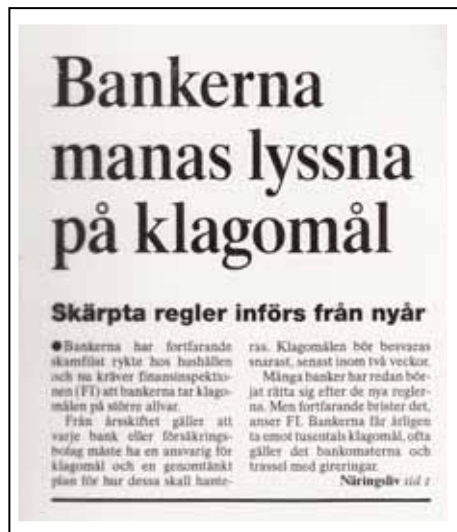 Bankerna
manas lyssna
på klagomål
Skärpta regler införs från nyår
●Bankerna har fortfarande
skamfilat rykte hos hushållen
och nu kräver finansinspektio-
nen (FI) att bankerna tar klago-
målen på större allvar.
Från årsskiftet gäller att
varje bank eller försäkrings-
bolag måste ha en ansvarig för
klagomål och en genomtänkt
plan för hur dessa skall hante-
ras. Klagomålen bör besvaras
snarast, senast inom två veckor.
Många banker har redan bör-
jat rätta sig efter de nya regler-
na. Men fortfarande brister det,
anser FI. Bankerna får årligen
ta emot tusentals klagomål, ofta
gäller det bankomaterna och
trassel med gireringar.
Näringsliv sid